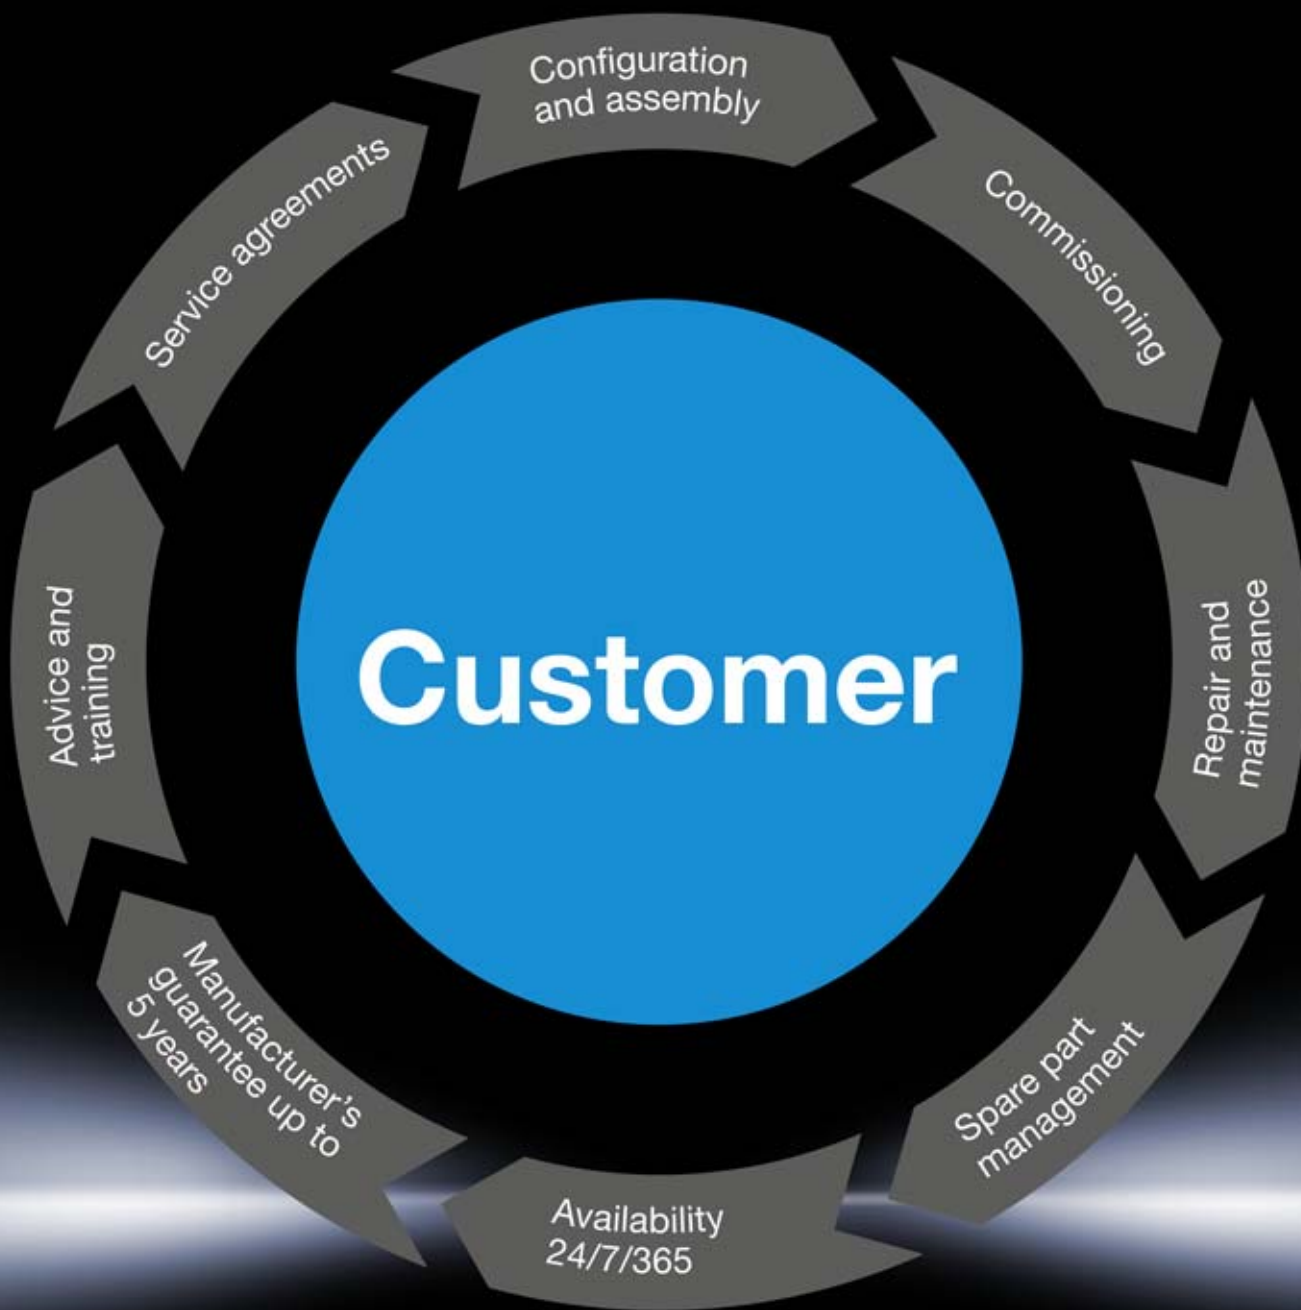 Configuration
and assembly
Commissioning
Repair and
maintenance
Spare part
management
Availability
24/7/365
Manufacturer's
guarantee up to
5 years
Advice and
training
Service agreements
Customer